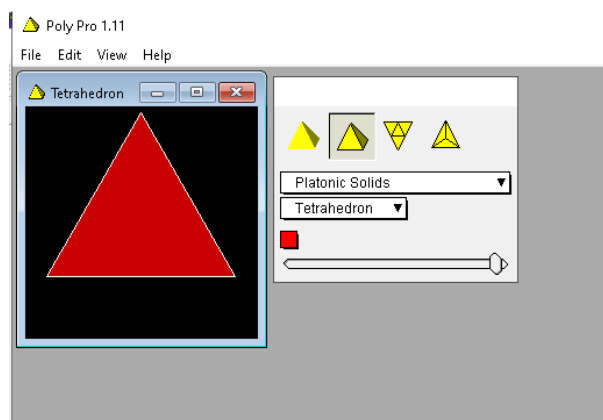 Poly Pro 1.11
File Edit View Help
Tetrahedron
Platonic Solids
Tetrahedron